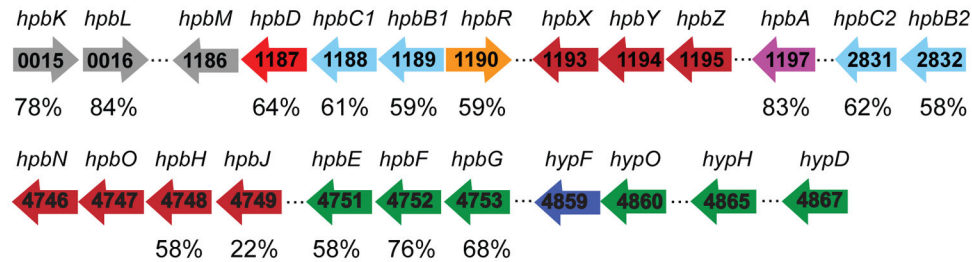 hpbK hpbL hpbM hpbD hpbC1 hpbB1 hpbR hpbX hpbY hpbZ hpbA hpbC2 hpbB2
0015 0016 ... 1186 1187 1188 1189 1190 ... 1193 1194 1195 ... 1197 ... 2831 2832
78% 84% 64% 61% 59% 59% 83% 62% 58%
hpbN hpbO hpbH hpbJ hpbE hpbF hpbG hypF hypO hypH hypD
4746 4747 4748 4749 ... 4751 4752 4753 ... 4859 4860 ... 4865 ... 4867
58% 22% 58% 76% 68%